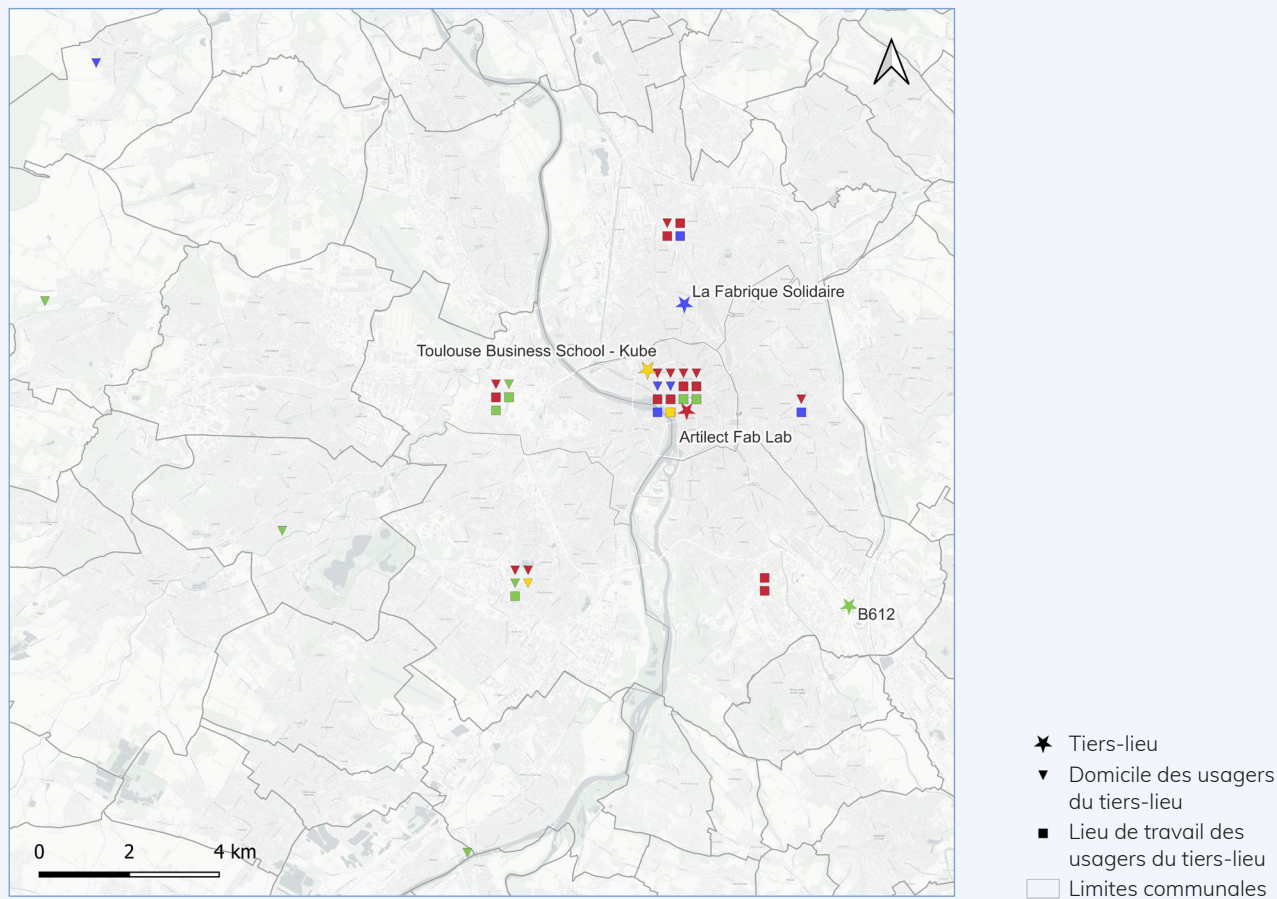 La Fabrique Solidaire
Toulouse Business School - Kube
Artilect Fab Lab
B612
0 2 4 km
Tiers-lieu
Domicile des usagers
du tiers-lieu
Lieu de travail des
usagers du tiers-lieu
Limites communales